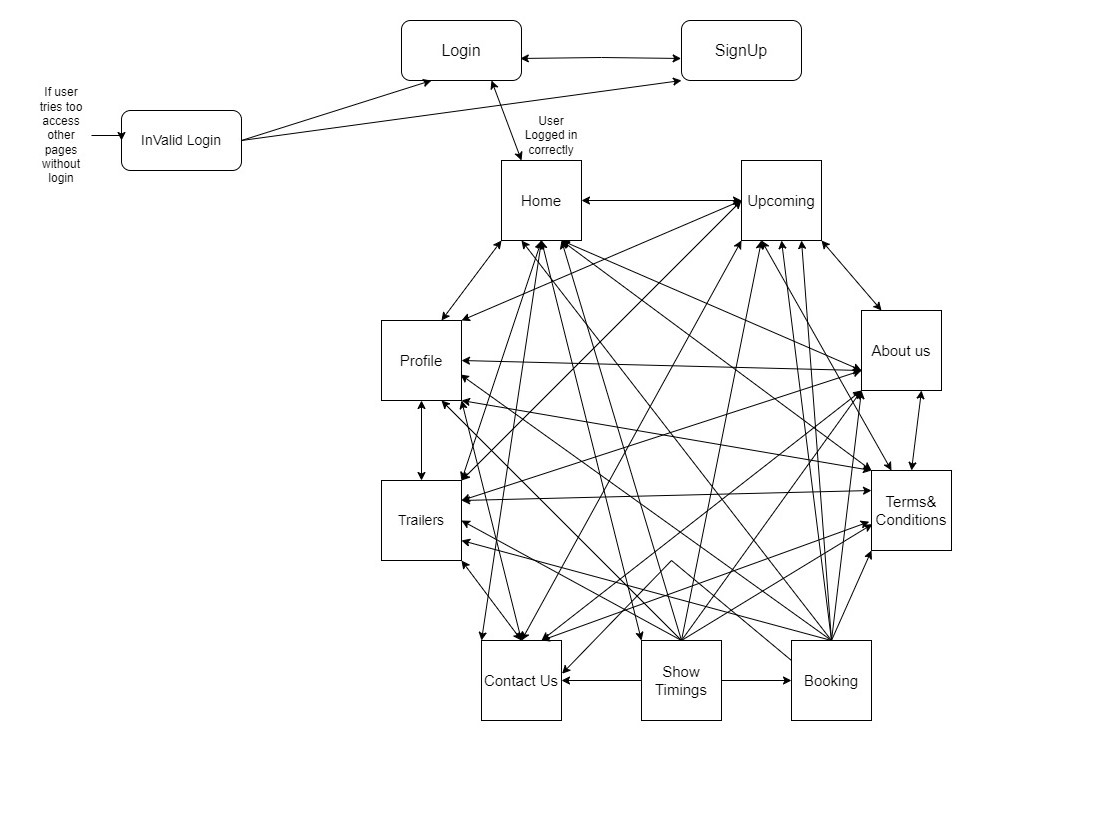 Login
SignUp
If user
tries too
access
other
pages
without
login
InValid Login
User
Logged in
correctly
Home
Upcoming
Profile
About us
Trailers
Terms&
Conditions
Contact Us
Show
Timings
Booking